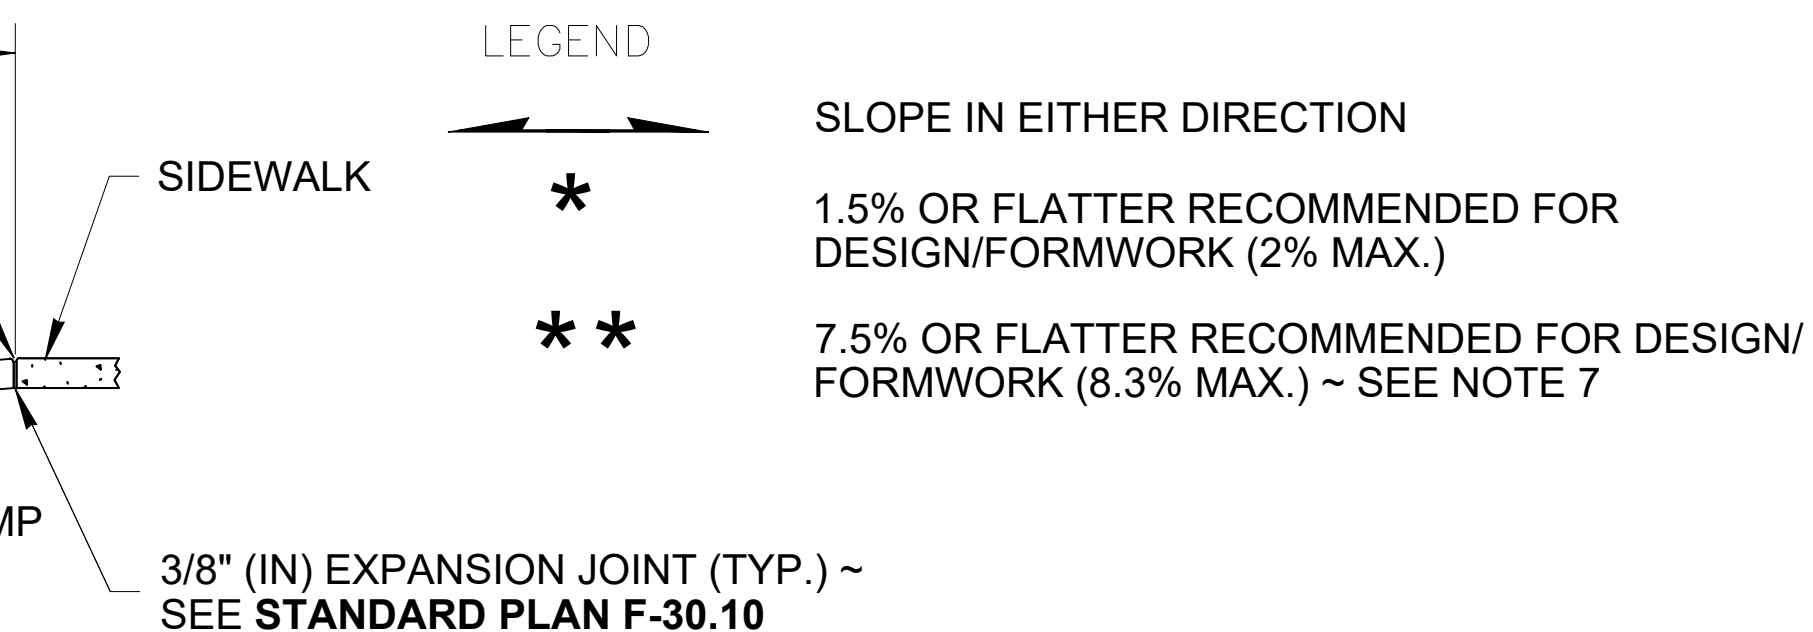 LEGEND
SLOPE IN EITHER DIRECTION
SIDEWALK
*
1.5% OR FLATTER RECOMMENDED FOR
DESIGN/FORMWORK (2% MAX.)
**
7.5% OR FLATTER RECOMMENDED FOR DESIGN/
FORMWORK (8.3% MAX.) ~ SEE NOTE 7
MP
3/8" (IN) EXPANSION JOINT (TYP.) ~
SEE STANDARD PLAN F-30.10